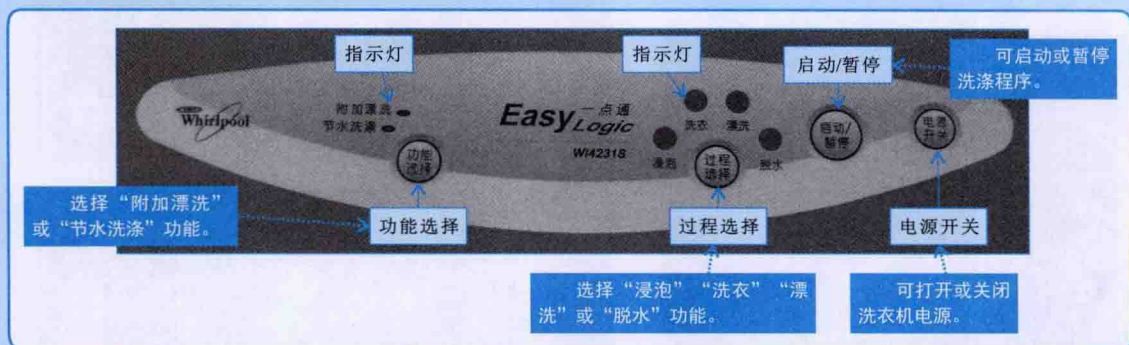 指示灯
指示灯
启动/暂停
可启动或暂停
洗涤程序。
Whirlpool
附加漂洗
节水洗涤
功能
选择
Easy 一点通
Logic
WI4231S
洗衣
漂洗
浸泡
过程
选择
脱水
启动/
暂停
电源
开关
选择“附加漂洗”
或“节水洗涤”功能。
功能选择
过程选择
电源开关
选择“浸泡”“洗衣”“漂
洗”或“脱水”功能。
可打开或关闭
洗衣机电源。